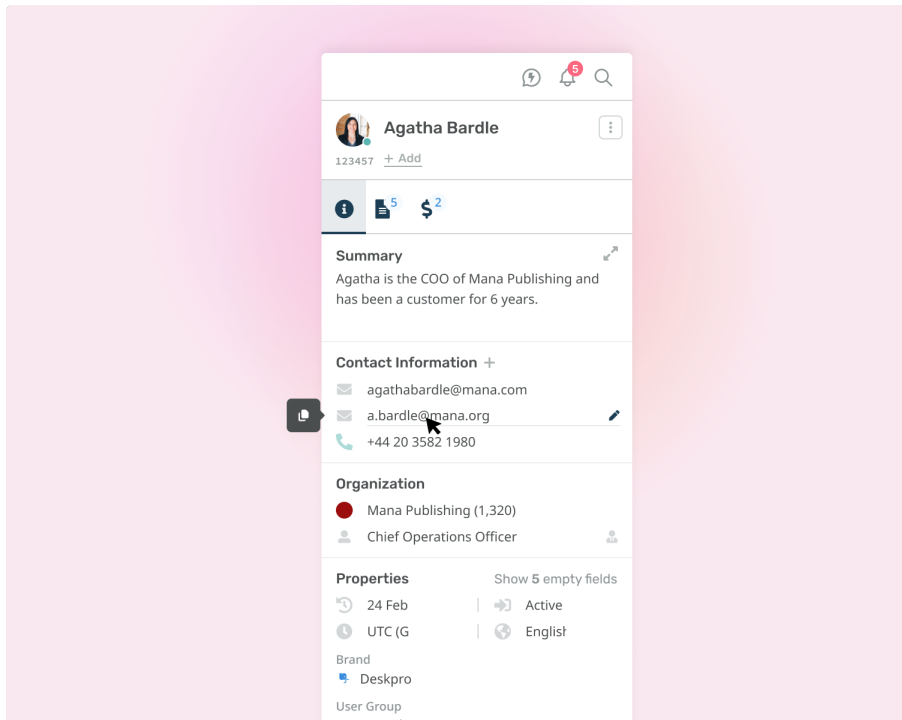 5
Agatha Bardle
123457 + Add
5 2
Summary
Agatha is the COO of Mana Publishing and
has been a customer for 6 years.
Contact Information
agathabardle@mana.com
a.bardle@mana.org
+44 20 3582 1980
Organization
Mana Publishing (1,320)
Chief Operations Officer
Properties Show 5 empty fields
24 Feb Active
UTC (G English
Brand
Deskpro
User Group